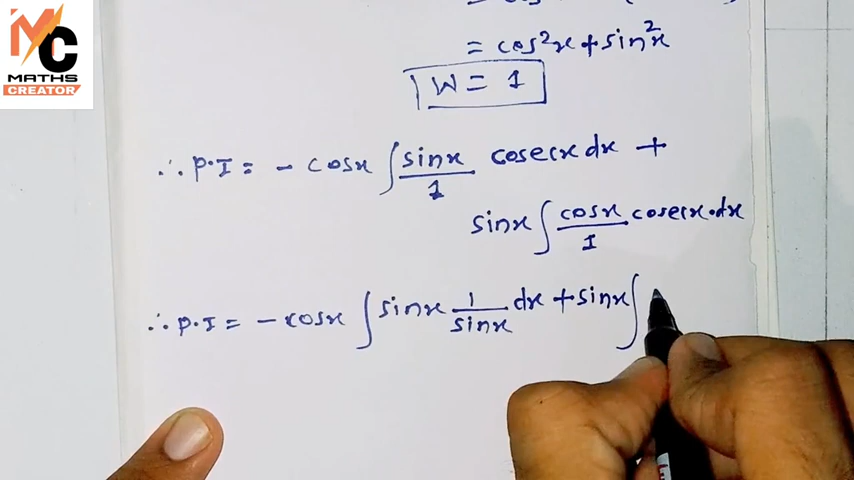 MC
MATHS
CREATOR
= cos²x + sin²x
W = 1
∴ P.I = - cosx ∫ sinx/1 cosecx dx +
sinx ∫ cosx/1 cosecx.dx
∴ P.I = - cosx ∫ sinx 1/sinx dx + sinx ∫